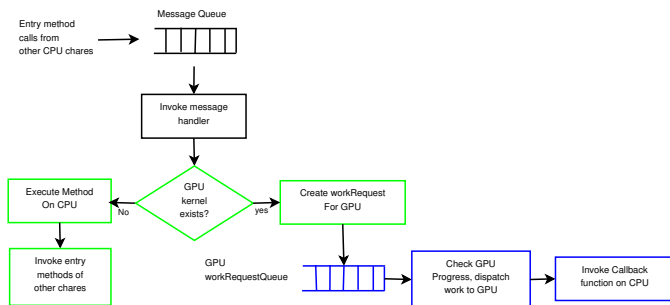 Message Queue
Entry method
calls from
other CPU chares
Invoke message
handler
GPU
kernel
exists?
No
yes
Execute Method
On CPU
Create workRequest
For GPU
Invoke entry
methods of
other chares
GPU
workRequestQueue
Check GPU
Progress, dispatch
work to GPU
Invoke Callback
function on CPU